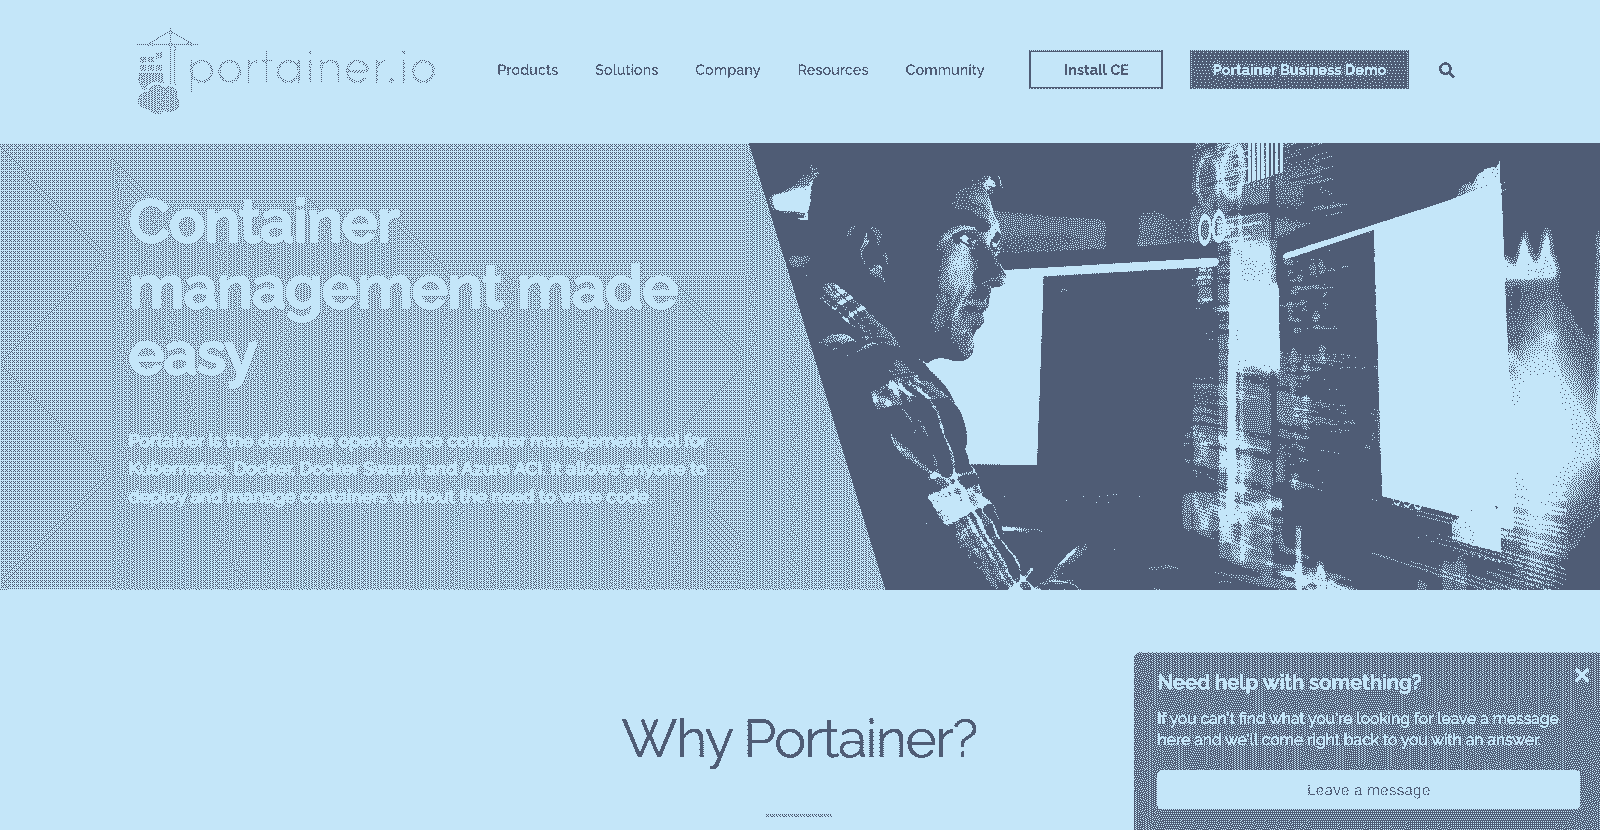 portainer.io
Products Solutions Company Resources Community Install CE Portainer Business Demo
Container
management made
easy
Portainer is the definitive open source container management tool for
Kubernetes, Docker, Docker Swarm and Azure ACI. It allows anyone to
deploy and manage containers without the need to write code.
Why Portainer?
Need help with something?
If you can't find what you're looking for leave a message
here and we'll come right back to you with an answer.
Leave a message